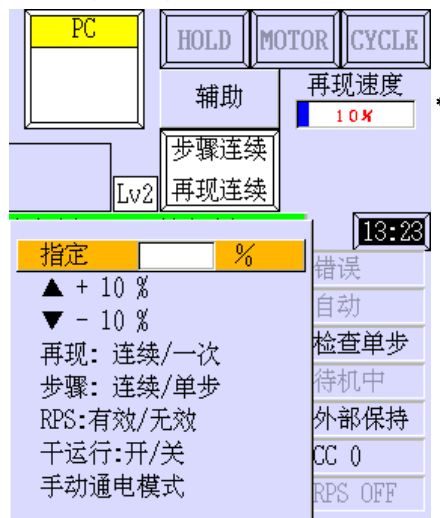 PC
HOLD MOTOR CYCLE
辅助
再现速度
10%
*
步骤连续
Lv2 再现连续
13:23
指定 %
▲ + 10 %
▼ - 10 %
再现: 连续/一次
步骤: 连续/单步
RPS:有效/无效
干运行:开/关
手动通电模式
错误
自动
检查单步
待机中
外部保持
CC 0
RPS OFF